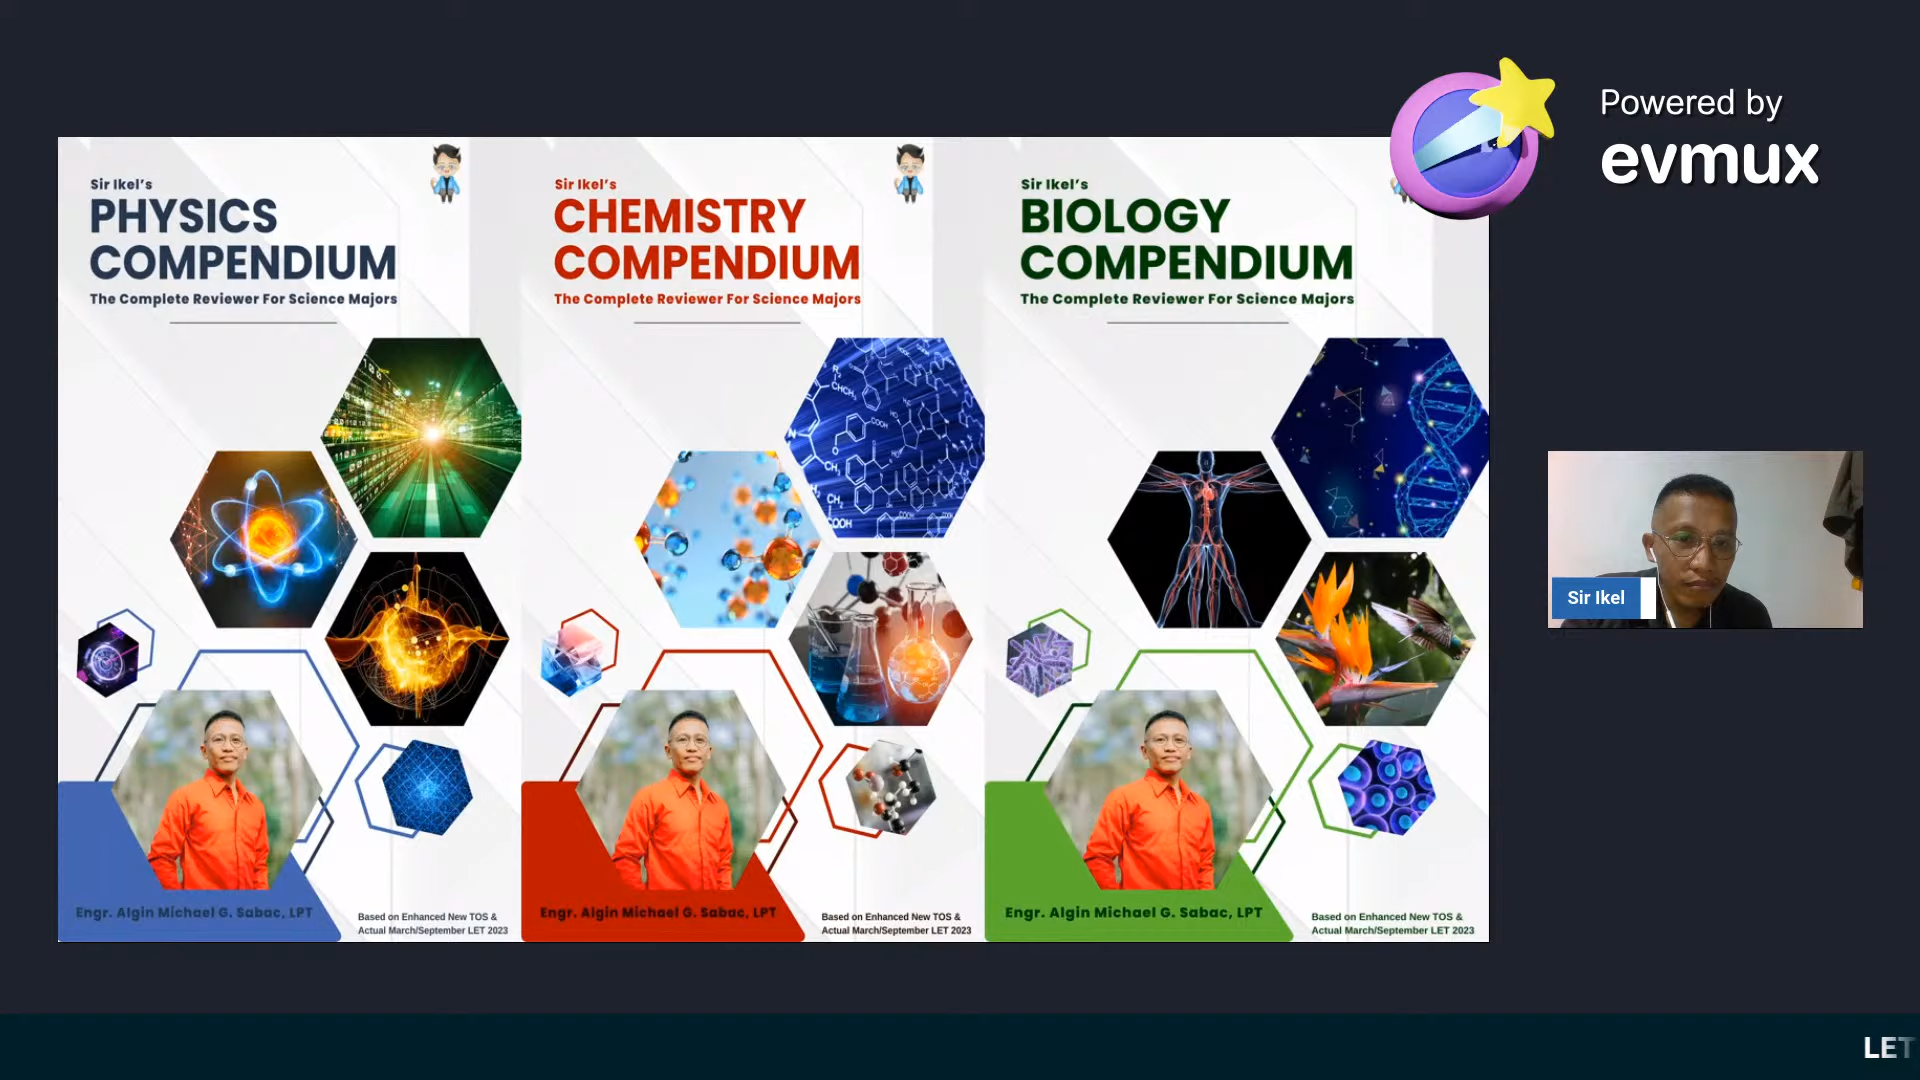 Powered by
evmux
Sir Ikel's
PHYSICS
COMPENDIUM
The Complete Reviewer For Science Majors
Engr. Algin Michael G. Sabac, LPT
Based on Enhanced New TOS &
Actual March/September LET 2023
Sir Ikel's
CHEMISTRY
COMPENDIUM
The Complete Reviewer For Science Majors
Engr. Algin Michael G. Sabac, LPT
Based on Enhanced New TOS &
Actual March/September LET 2023
Sir Ikel's
BIOLOGY
COMPENDIUM
The Complete Reviewer For Science Majors
Engr. Algin Michael G. Sabac, LPT
Based on Enhanced New TOS &
Actual March/September LET 2023
Sir Ikel
LET